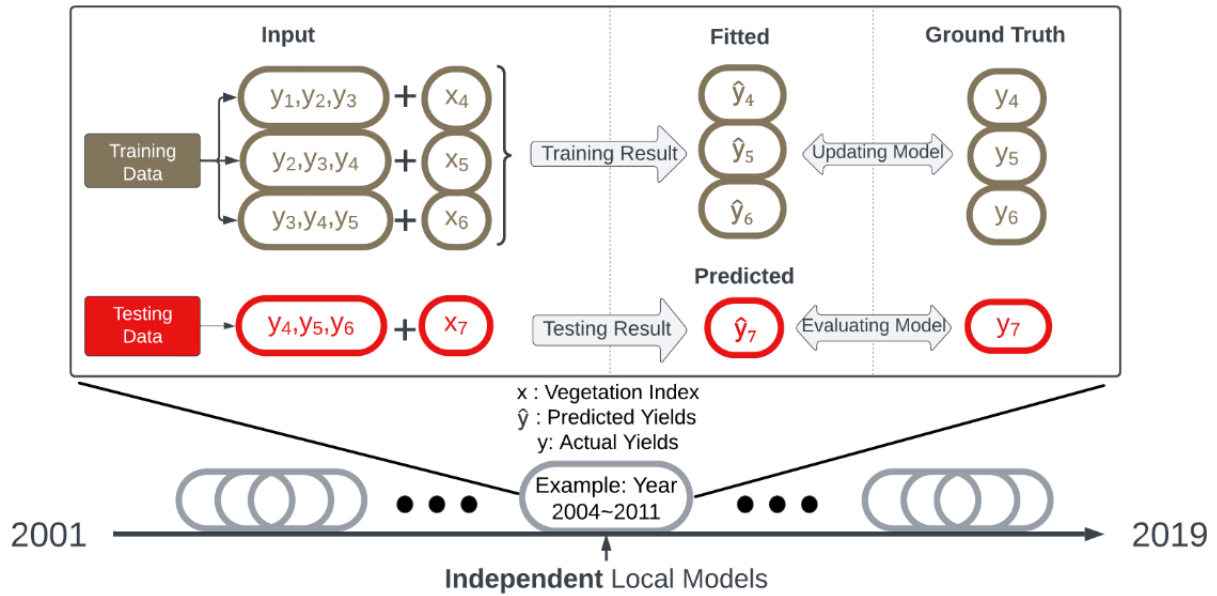 Input
Fitted
Ground Truth
Training Data
y₁,y₂,y₃ + x₄
y₂,y₃,y₄ + x₅
y₃,y₄,y₅ + x₆
Training Result
ŷ₄
ŷ₅
ŷ₆
Updating Model
y₄
y₅
y₆
Predicted
Testing Data
y₄,y₅,y₆ + x₇
Testing Result
ŷ₇
Evaluating Model
y₇
x : Vegetation Index
ŷ : Predicted Yields
y: Actual Yields
Example: Year
2004~2011
2001
2019
Independent Local Models